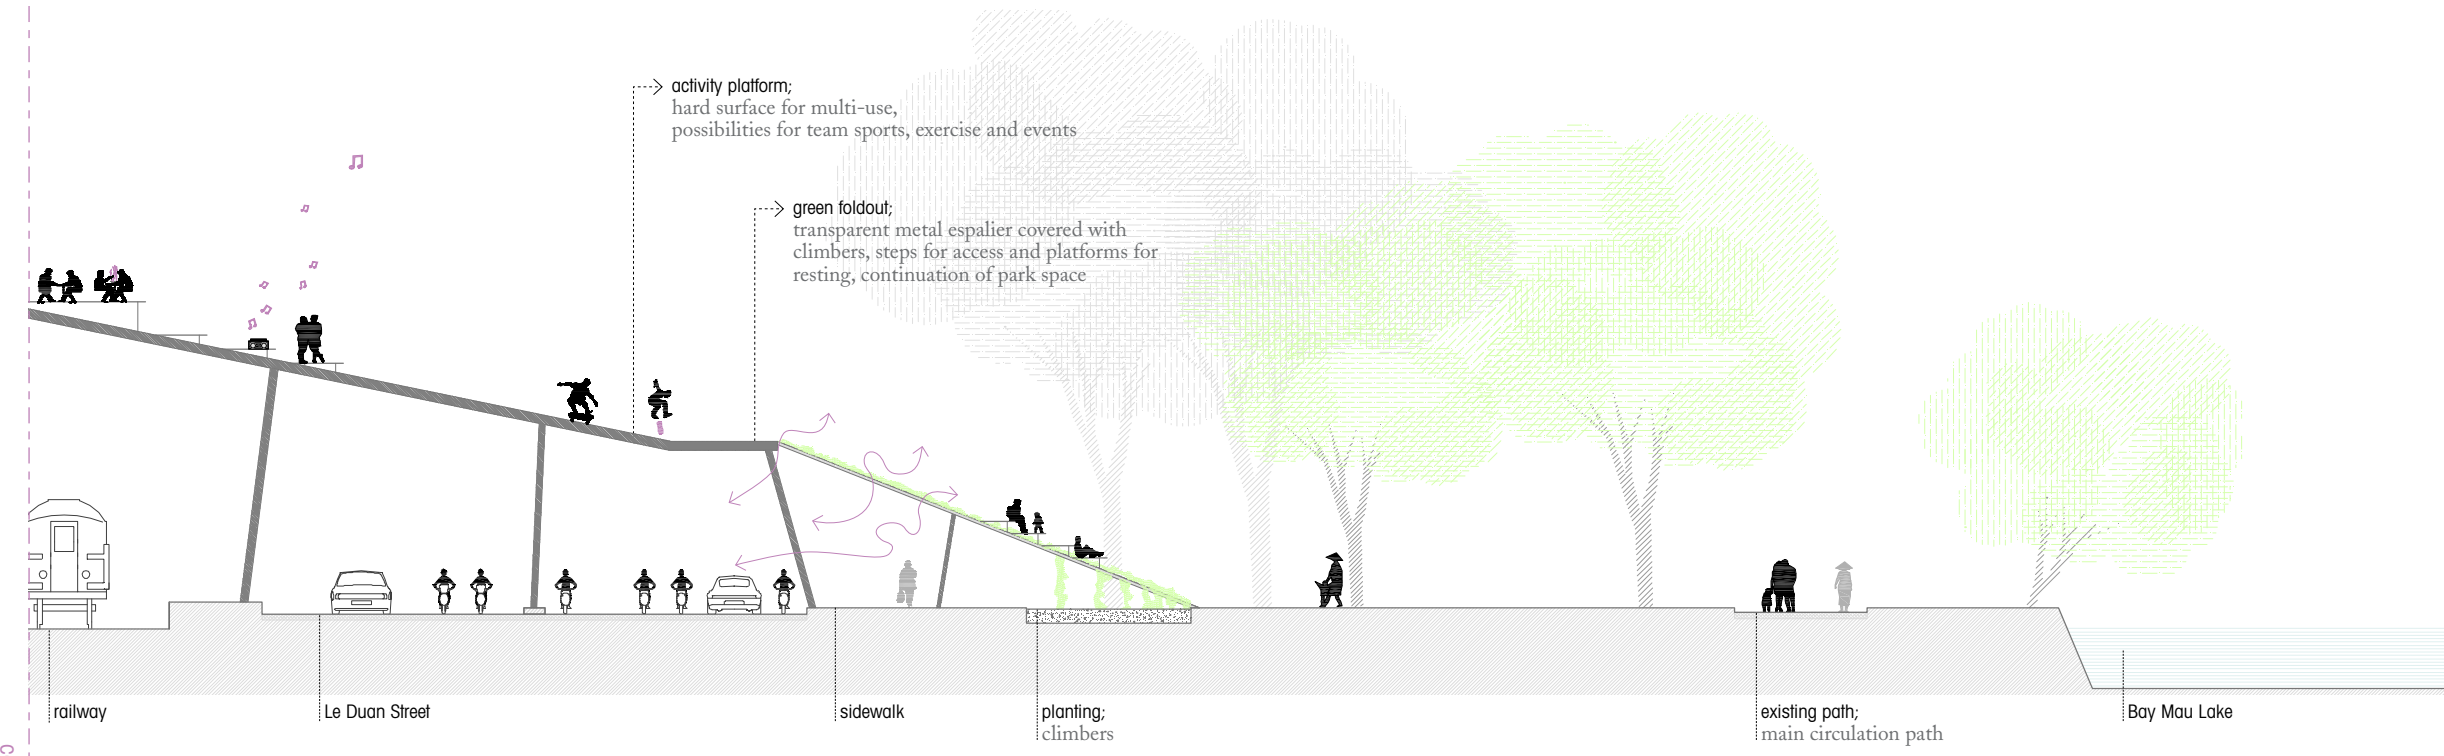 activity platform;
hard surface for multi-use,
possibilities for team sports, exercise and events
green foldout;
transparent metal espalier covered with
climbers, steps for access and platforms for
resting, continuation of park space
railway
Le Duan Street
sidewalk
planting;
climbers
existing path;
main circulation path
Bay Mau Lake
C